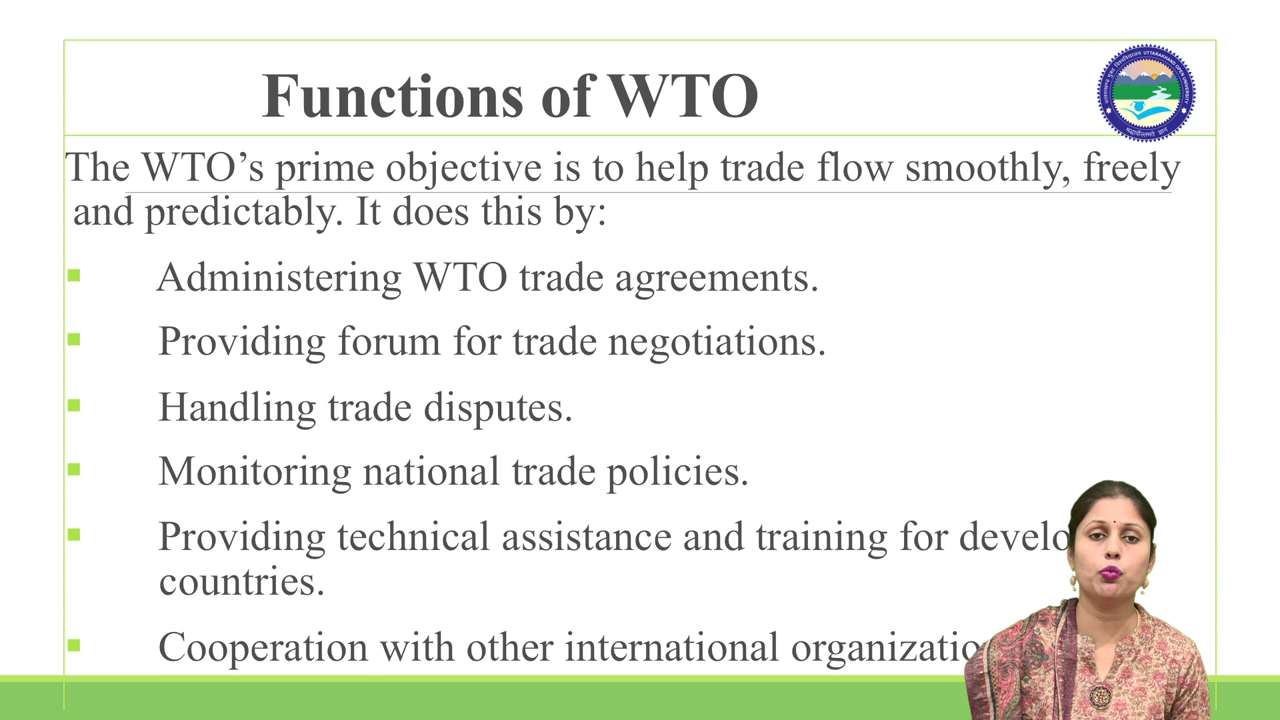 Functions of WTO
The WTO’s prime objective is to help trade flow smoothly, freely
and predictably. It does this by:
Administering WTO trade agreements.
Providing forum for trade negotiations.
Handling trade disputes.
Monitoring national trade policies.
Providing technical assistance and training for
countries.
Cooperation with other international